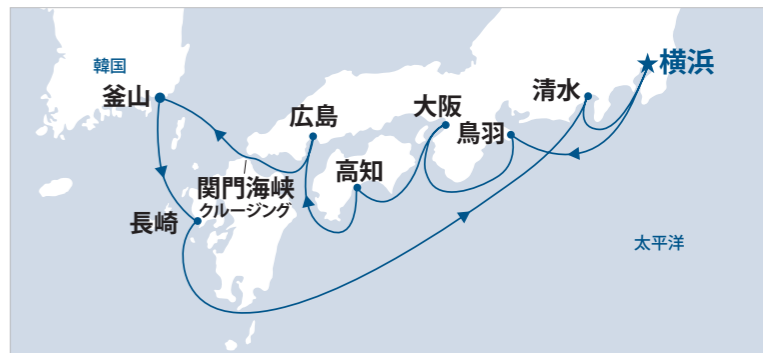 韓国
釜山
広島
大阪
清水
★横浜
鳥羽
高知
関門海峡
クルージング
長崎
太平洋